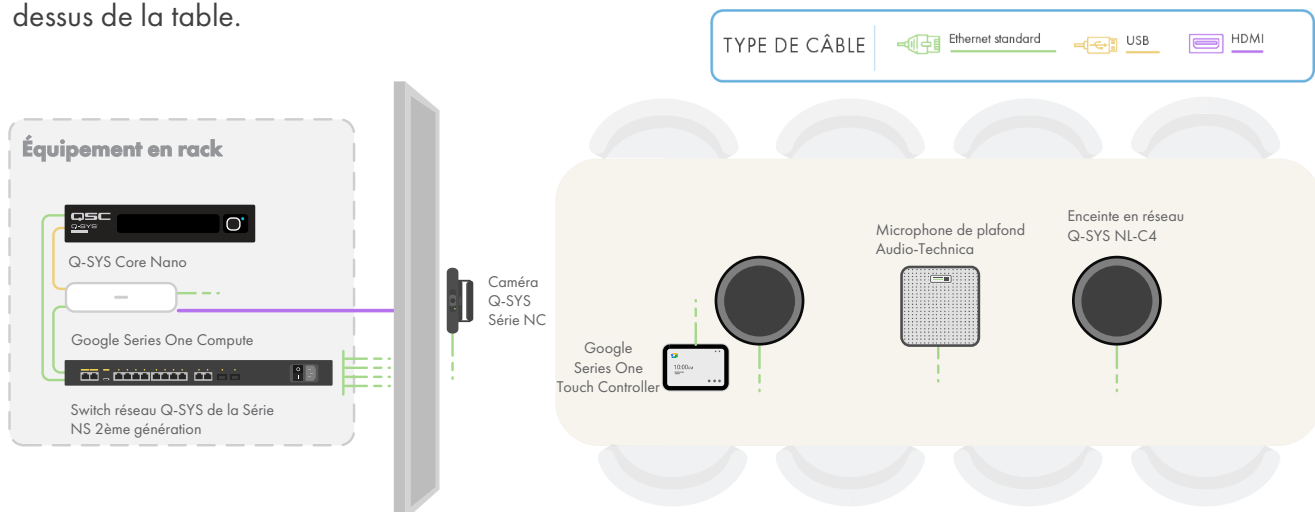 dessus de la table.
TYPE DE CÂBLE
Ethernet standard
USB
HDMI
Équipement en rack
QSC
Q-SYS
Q-SYS Core Nano
Google Series One Compute
Switch réseau Q-SYS de la Série
NS 2ème génération
Caméra
Q-SYS
Série NC
Google
Series One
Touch Controller
10:00
Microphone de plafond
Audio-Technica
Enceinte en réseau
Q-SYS NL-C4